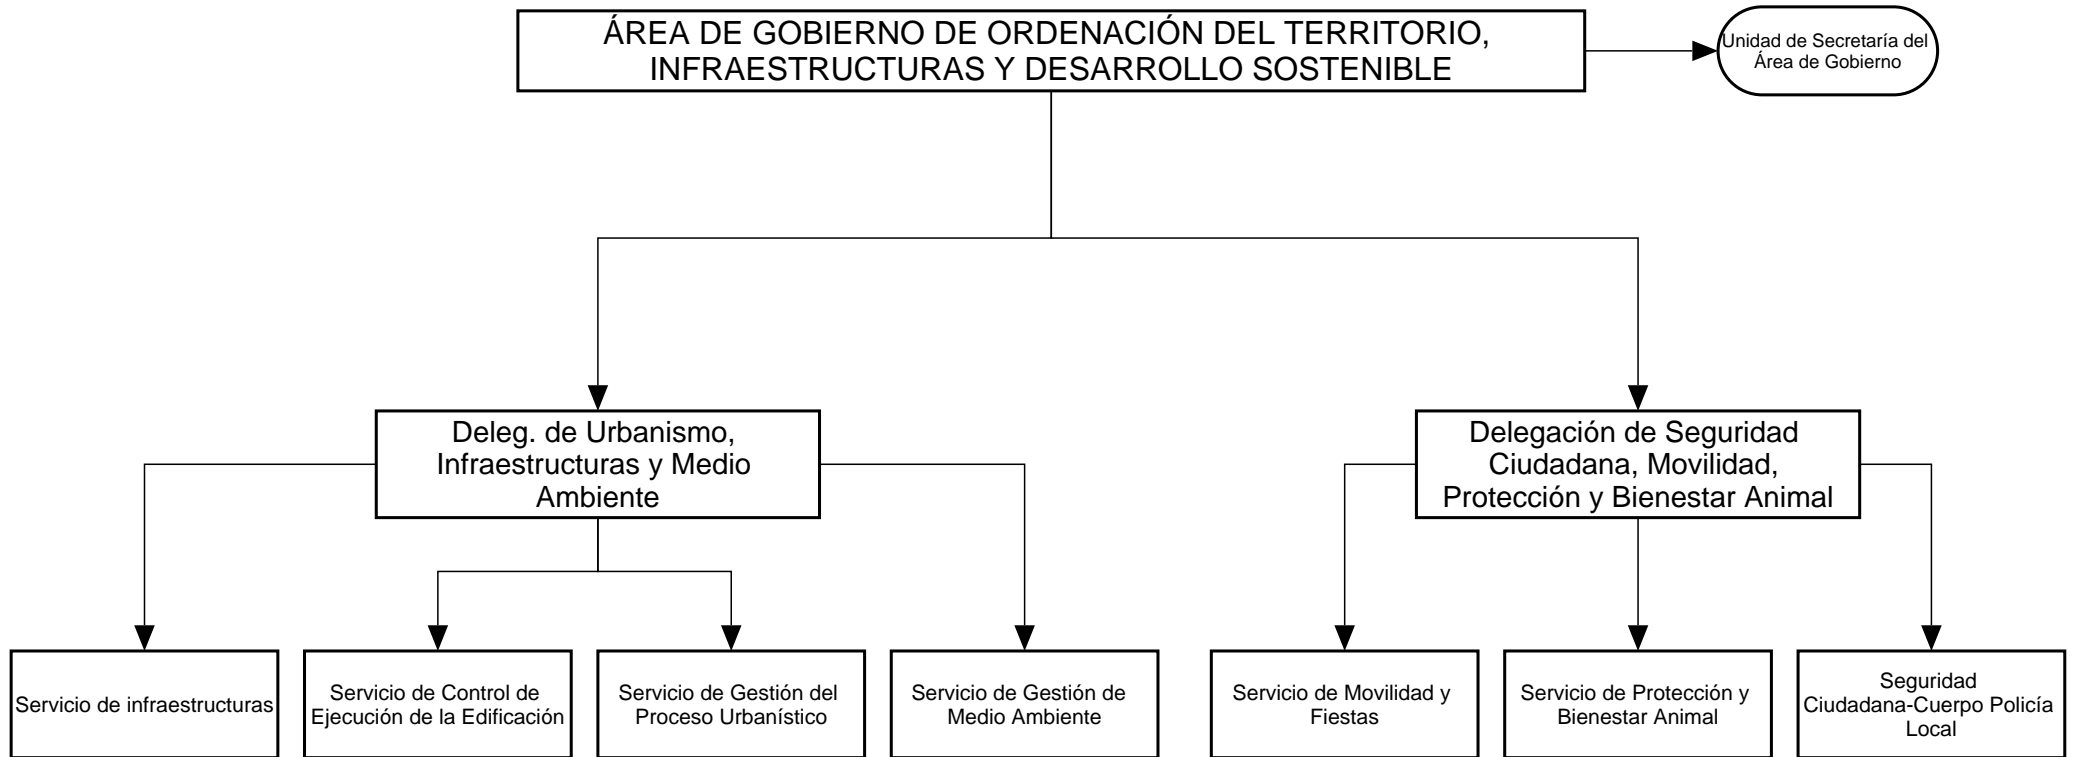 ÁREA DE GOBIERNO DE ORDENACIÓN DEL TERRITORIO,
INFRAESTRUCTURAS Y DESARROLLO SOSTENIBLE
Unidad de Secretaría del
Área de Gobierno
Deleg. de Urbanismo,
Infraestructuras y Medio
Ambiente
Delegación de Seguridad
Ciudadana, Movilidad,
Protección y Bienestar Animal
Servicio de infraestructuras
Servicio de Control de
Ejecución de la Edificación
Servicio de Gestión del
Proceso Urbanístico
Servicio de Gestión de
Medio Ambiente
Servicio de Movilidad y
Fiestas
Servicio de Protección y
Bienestar Animal
Seguridad
Ciudadana-Cuerpo Policía
Local